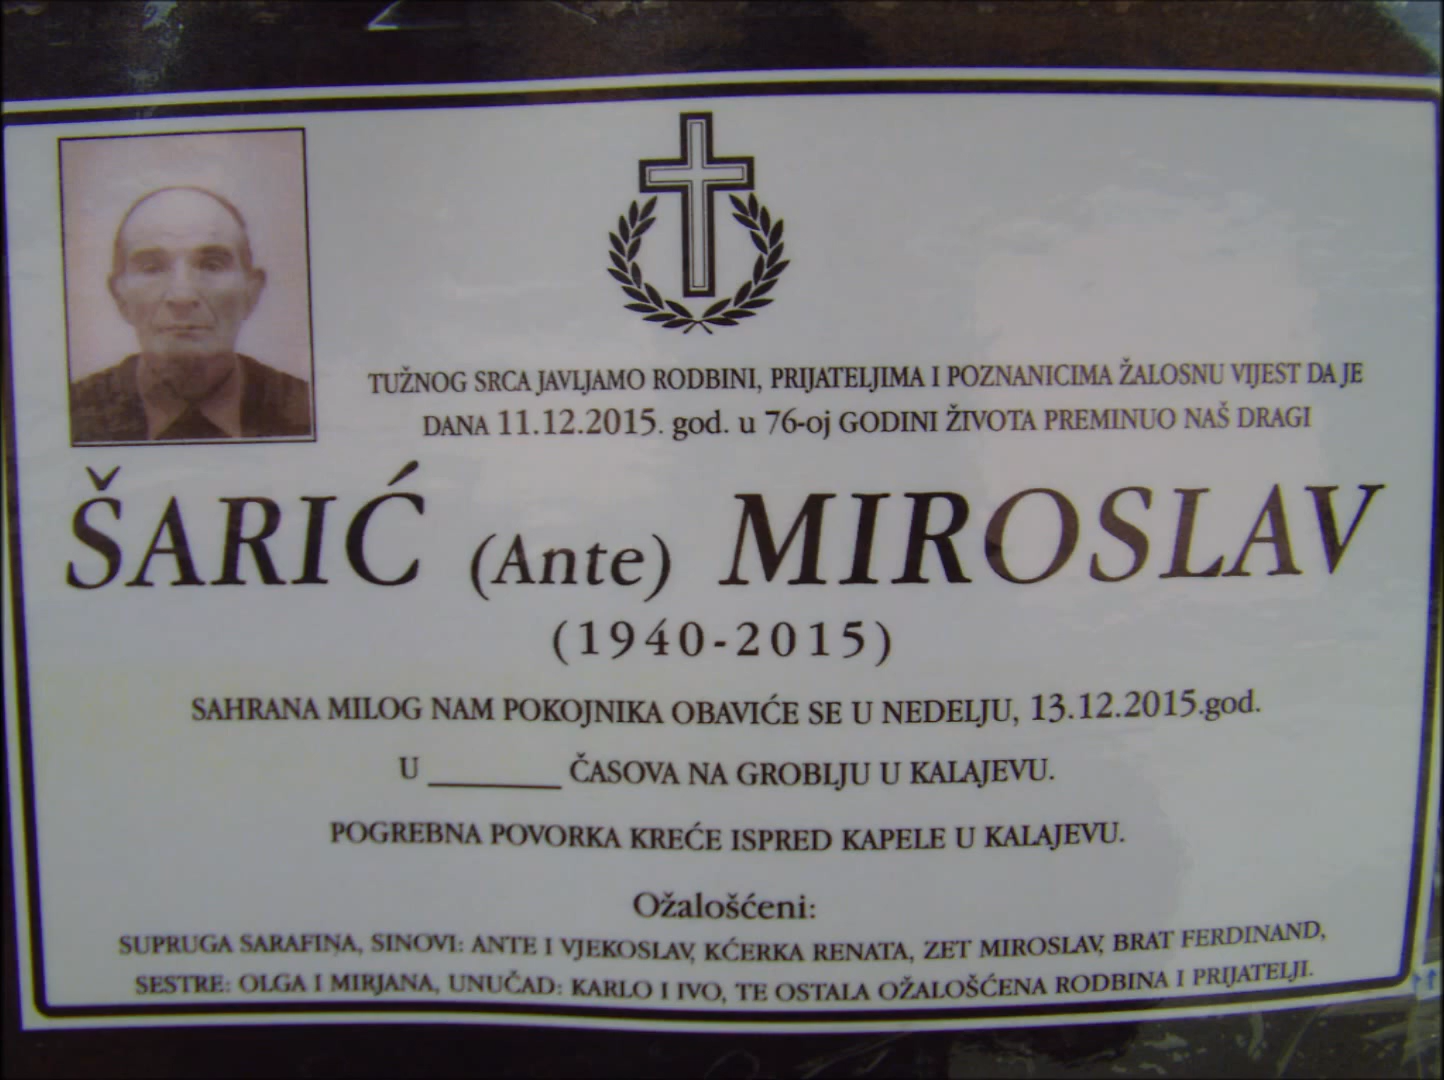 TUŽNOG SRCA JAVLJAMO RODBINI, PRIJATELJIMA I POZNANICIMA ŽALOSNU VIJEST DA JE
DANA 11.12.2015. god. u 76-oj GODINI ŽIVOTA PREMINUO NAŠ DRAGI
ŠARIĆ (Ante) MIROSLAV
(1940-2015)
SAHRANA MILOG NAM POKOJNIKA OBAVIĆE SE U NEDELJU, 13.12.2015.god.
U _______ ČASOVA NA GROBLJU U KALAJEVU.
POGREBNA POVORKA KREĆE ISPRED KAPELE U KALAJEVU.
Ožalošćeni:
SUPRUGA SARAFINA, SINOVI: ANTE I VJEKOSLAV, KĆERKA RENATA, ZET MIROSLAV, BRAT FERDINAND,
SESTRE: OLGA I MIRJANA, UNUČAD: KARLO I IVO, TE OSTALA OŽALOŠĆENA RODBINA I PRIJATELJI.